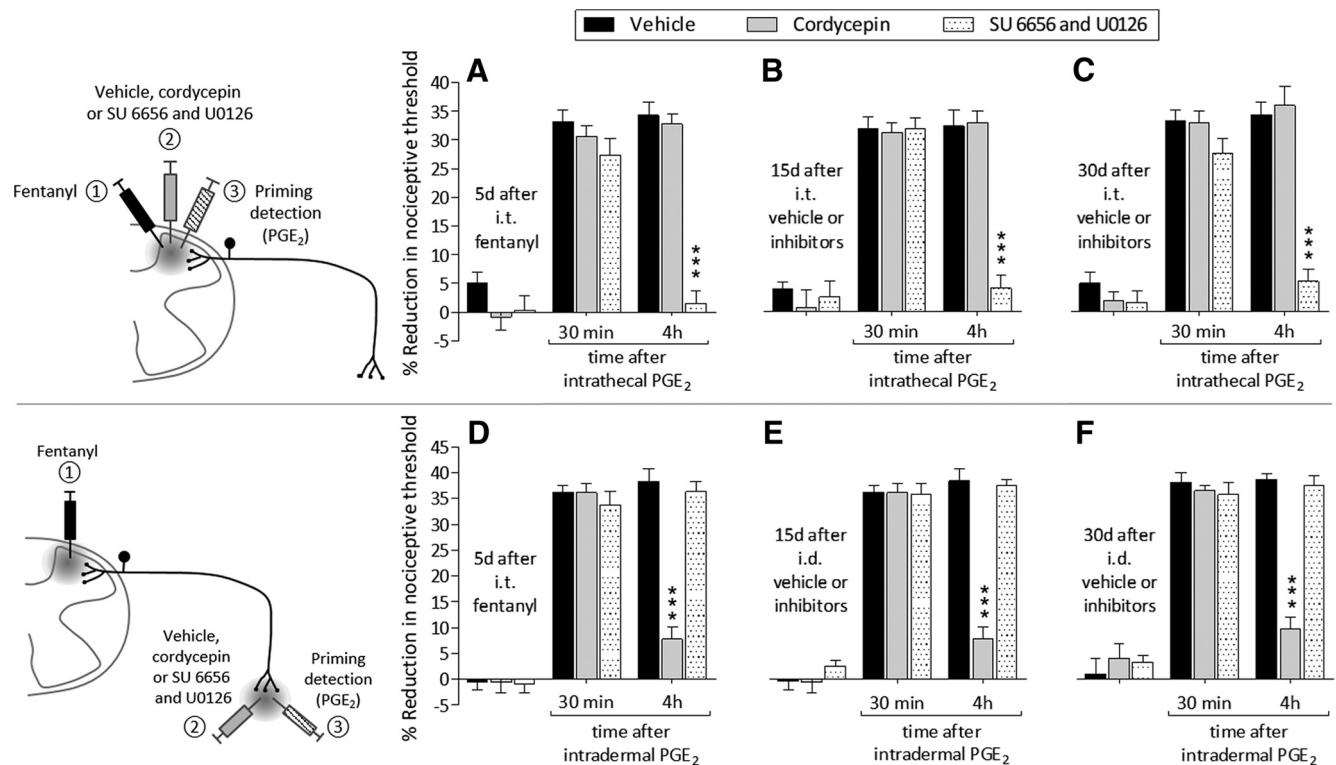 Vehicle Cordycepin SU 6656 and U0126
Vehicle, cordycepin
or SU 6656 and U0126
②
Fentanyl ① ③ Priming
detection
(PGE₂)
% Reduction in nociceptive threshold
A
40
35
30
25
20
15
10
5
0
-5
5d after
i.t.
fentanyl
***
30 min 4h
time after
intrathecal PGE₂
B
15d after
i.t.
vehicle or
inhibitors
***
30 min 4h
time after
intrathecal PGE₂
C
30d after
i.t.
vehicle or
inhibitors
***
30 min 4h
time after
intrathecal PGE₂
Fentanyl
①
Vehicle,
cordycepin
or SU 6656
and U0126
②
Priming
detection
(PGE₂)
③
% Reduction in nociceptive threshold
D
45
40
35
30
25
20
15
10
5
0
-5
5d after
i.t.
fentanyl
***
30 min 4h
time after
intradermal PGE₂
E
15d after
i.d.
vehicle or
inhibitors
***
30 min 4h
time after
intradermal PGE₂
F
30d after
i.d.
vehicle or
inhibitors
***
30 min 4h
time after
intradermal PGE₂